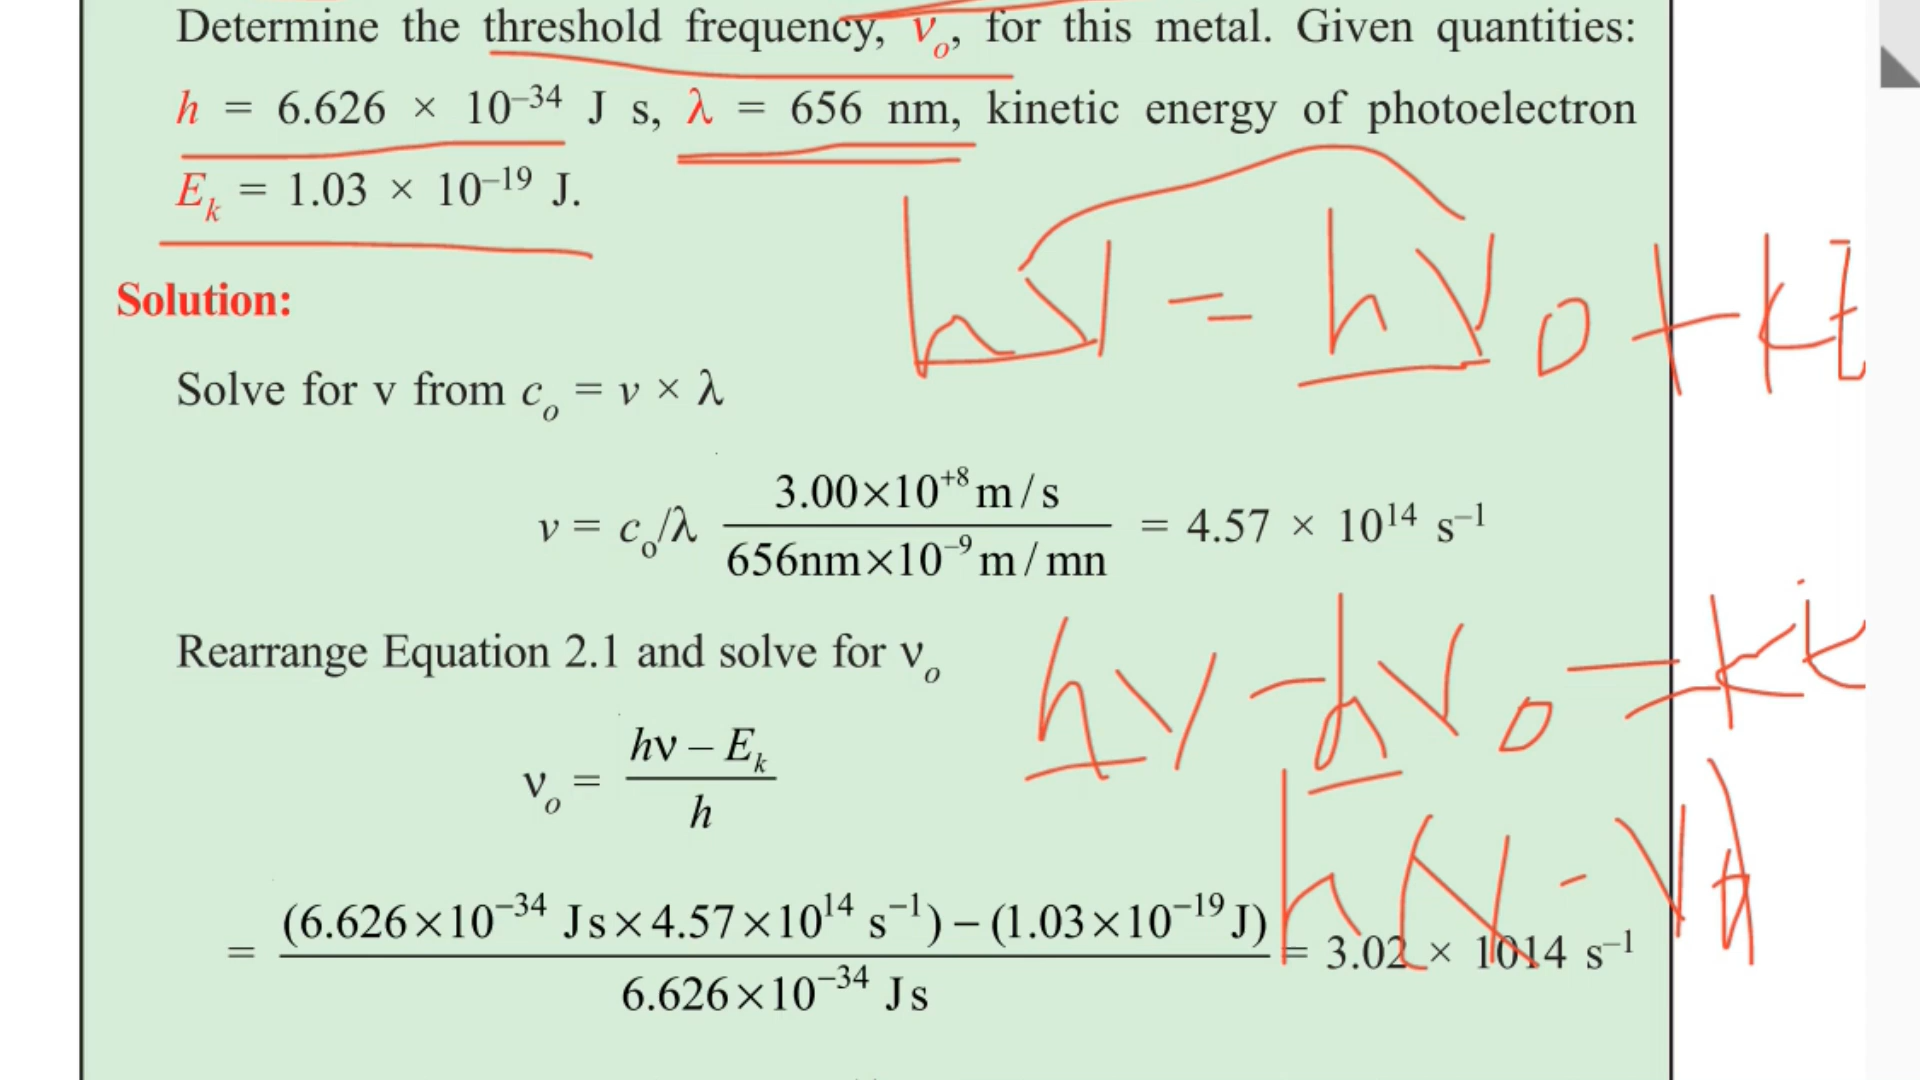 Determine the threshold frequency, νₒ, for this metal. Given quantities:
h = 6.626 × 10⁻³⁴ J s, λ = 656 nm, kinetic energy of photoelectron
Eₖ = 1.03 × 10⁻¹⁹ J.
hν = hν₀ + KE
Solution:
Solve for v from cₒ = ν × λ
ν = cₒ/λ 3.00×10⁺⁸ m / s
656nm×10⁻⁹ m / mn
= 4.57 × 10¹⁴ s⁻¹
Rearrange Equation 2.1 and solve for νₒ
hν – hν₀ =
νₒ = hν – Eₖ
h
= (6.626×10⁻³⁴ Js×4.57×10¹⁴ s⁻¹) – (1.03×10⁻¹⁹ J)
6.626×10⁻³⁴ Js
= 3.02 × 1014 s⁻¹